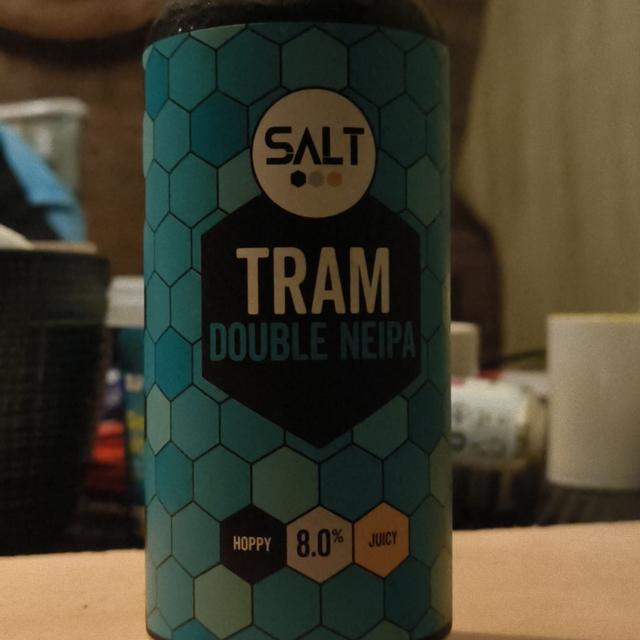 SALT
TRAM
DOUBLE NEIPA
HOPPY 8.0% JUICY